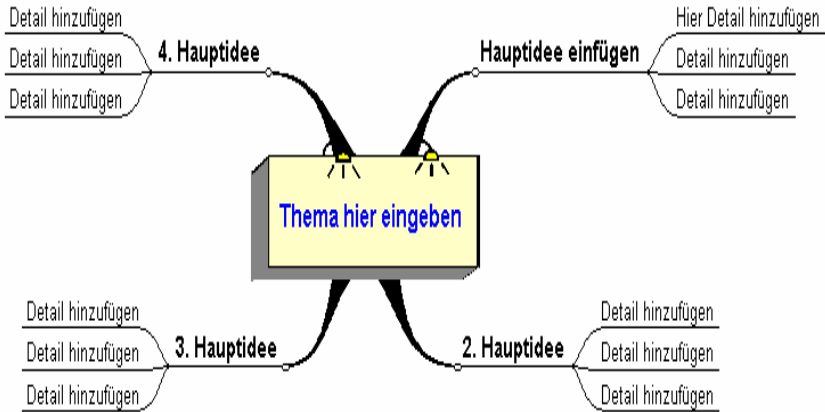 Detail hinzufügen
Detail hinzufügen
Detail hinzufügen
4. Hauptidee
Hauptidee einfügen
Hier Detail hinzufügen
Detail hinzufügen
Detail hinzufügen
Thema hier eingeben
Detail hinzufügen
Detail hinzufügen
Detail hinzufügen
3. Hauptidee
2. Hauptidee
Detail hinzufügen
Detail hinzufügen
Detail hinzufügen